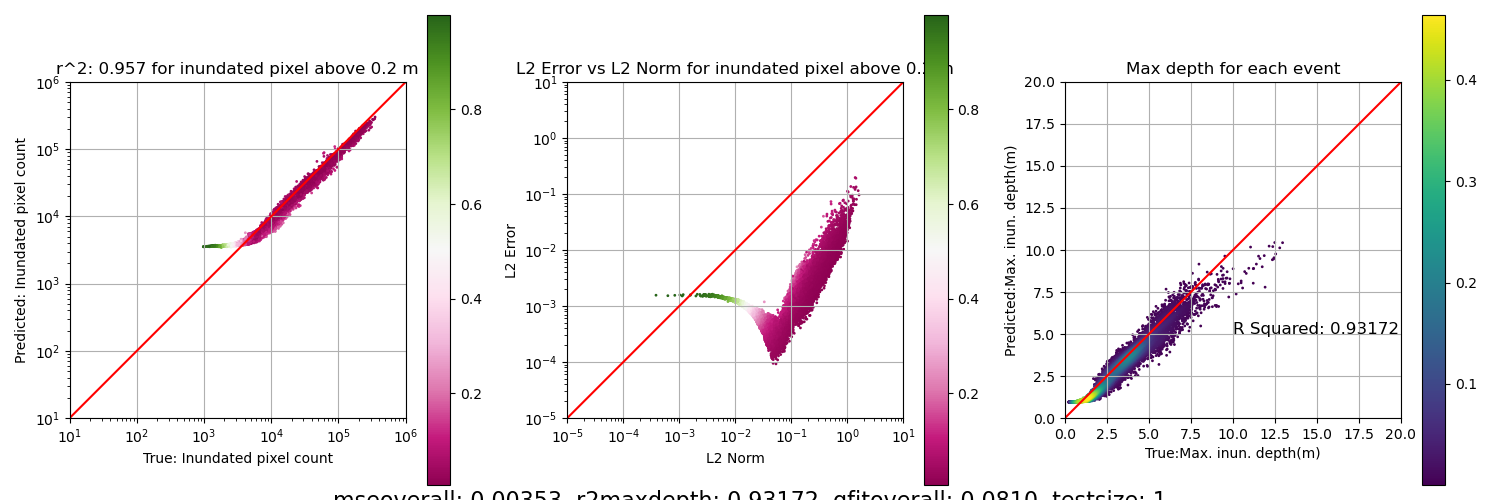 r^2: 0.957 for inundated pixel above 0.2 m
Predicted: Inundated pixel count
10^6
10^5
10^4
10^3
10^2
10^1
10^1 10^2 10^3 10^4 10^5 10^6
True: Inundated pixel count
0.8
0.6
0.4
0.2
L2 Error vs L2 Norm for inundated pixel above
L2 Error
10^1
10^0
10^-1
10^-2
10^-3
10^-4
10^-5
10^-5 10^-4 10^-3 10^-2 10^-1 10^0 10^1
L2 Norm
0.8
0.6
0.4
0.2
Max depth for each event
Predicted:Max. inun. depth(m)
20.0
17.5
15.0
12.5
10.0
7.5
5.0
2.5
0.0
R Squared: 0.93172
0.0 2.5 5.0 7.5 10.0 12.5 15.0 17.5 20.0
True:Max. inun. depth(m)
0.4
0.3
0.2
0.1
mseoverall: 0.00353, r2maxdepth: 0.93172, gfitoverall: 0.0810, testsize: 1